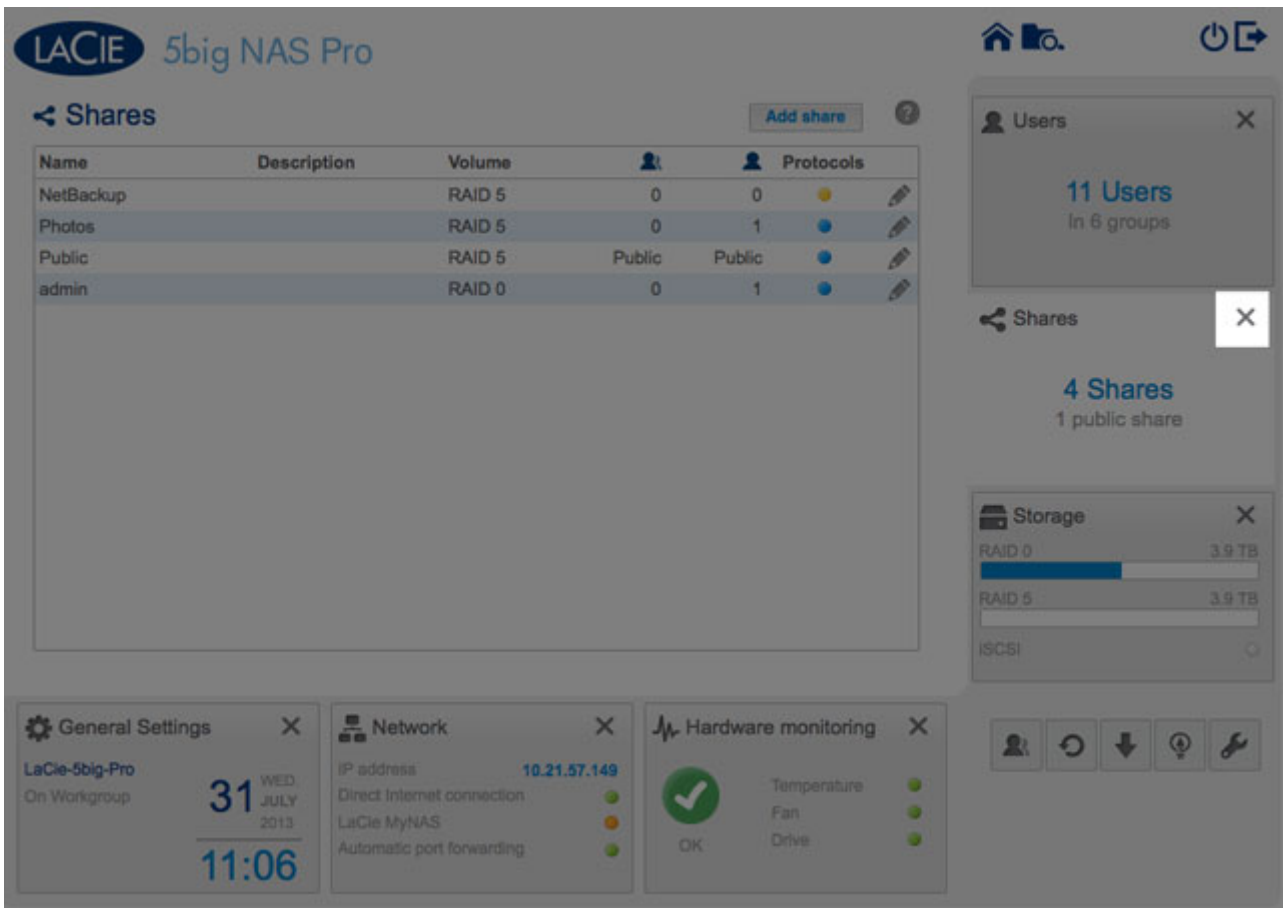 LACIE 5big NAS Pro
Shares
Add share ?
Name Description Volume Protocols
NetBackup RAID 5 0 0
Photos RAID 5 0 1
Public RAID 5 Public Public
admin RAID 0 0 1
Users
11 Users
In 6 groups
Shares
4 Shares
1 public share
Storage
RAID 0 3.9 TB
RAID 5 3.9 TB
iSCSI
General Settings
LaCie-5big-Pro
On Workgroup
31 WED. JULY 2013
11:06
Network
IP address 10.21.57.149
Direct Internet connection
LaCie MyNAS
Automatic port forwarding
Hardware monitoring
OK
Temperature
Fan
Drive